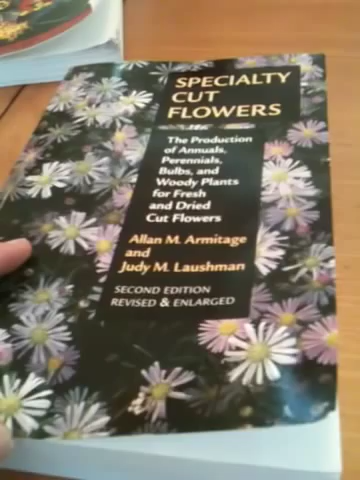 SPECIALTY
CUT
FLOWERS
The Production
of Annuals,
Perennials,
Bulbs, and
Woody Plants
for Fresh
and Dried
Cut Flowers
Allan M. Armitage
and
Judy M. Laushman
SECOND EDITION
REVISED & ENLARGED